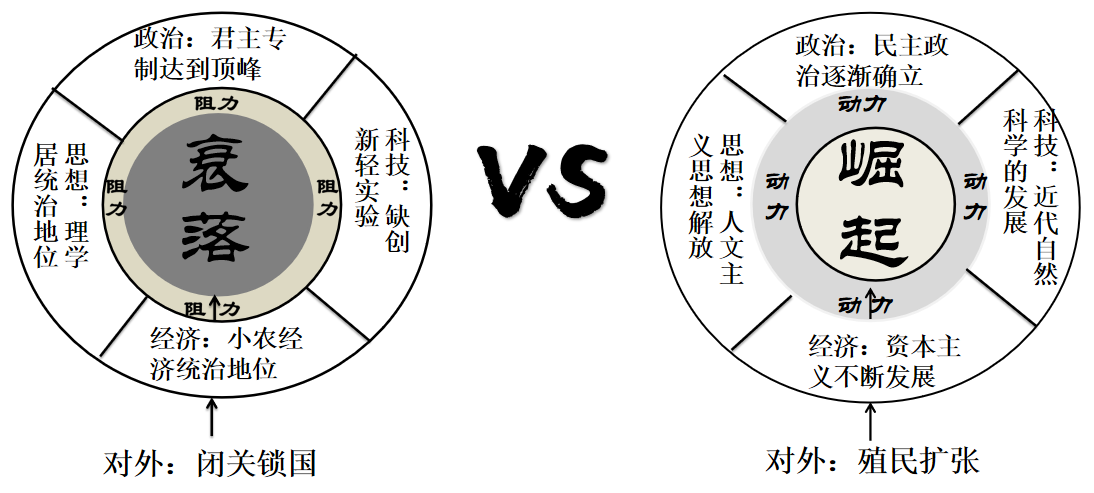 政治：君主专
制达到顶峰
阻力
思想：理学
居统治地位
阻力
衰
落
阻力
科技：缺创
新轻实验
阻力
经济：小农经
济统治地位
对外：闭关锁国
VS
政治：民主政
治逐渐确立
动力
思想：人文主
义思想解放
动力
崛
起
动力
科技：近代自然
科学的发展
动力
经济：资本主
义不断发展
对外：殖民扩张